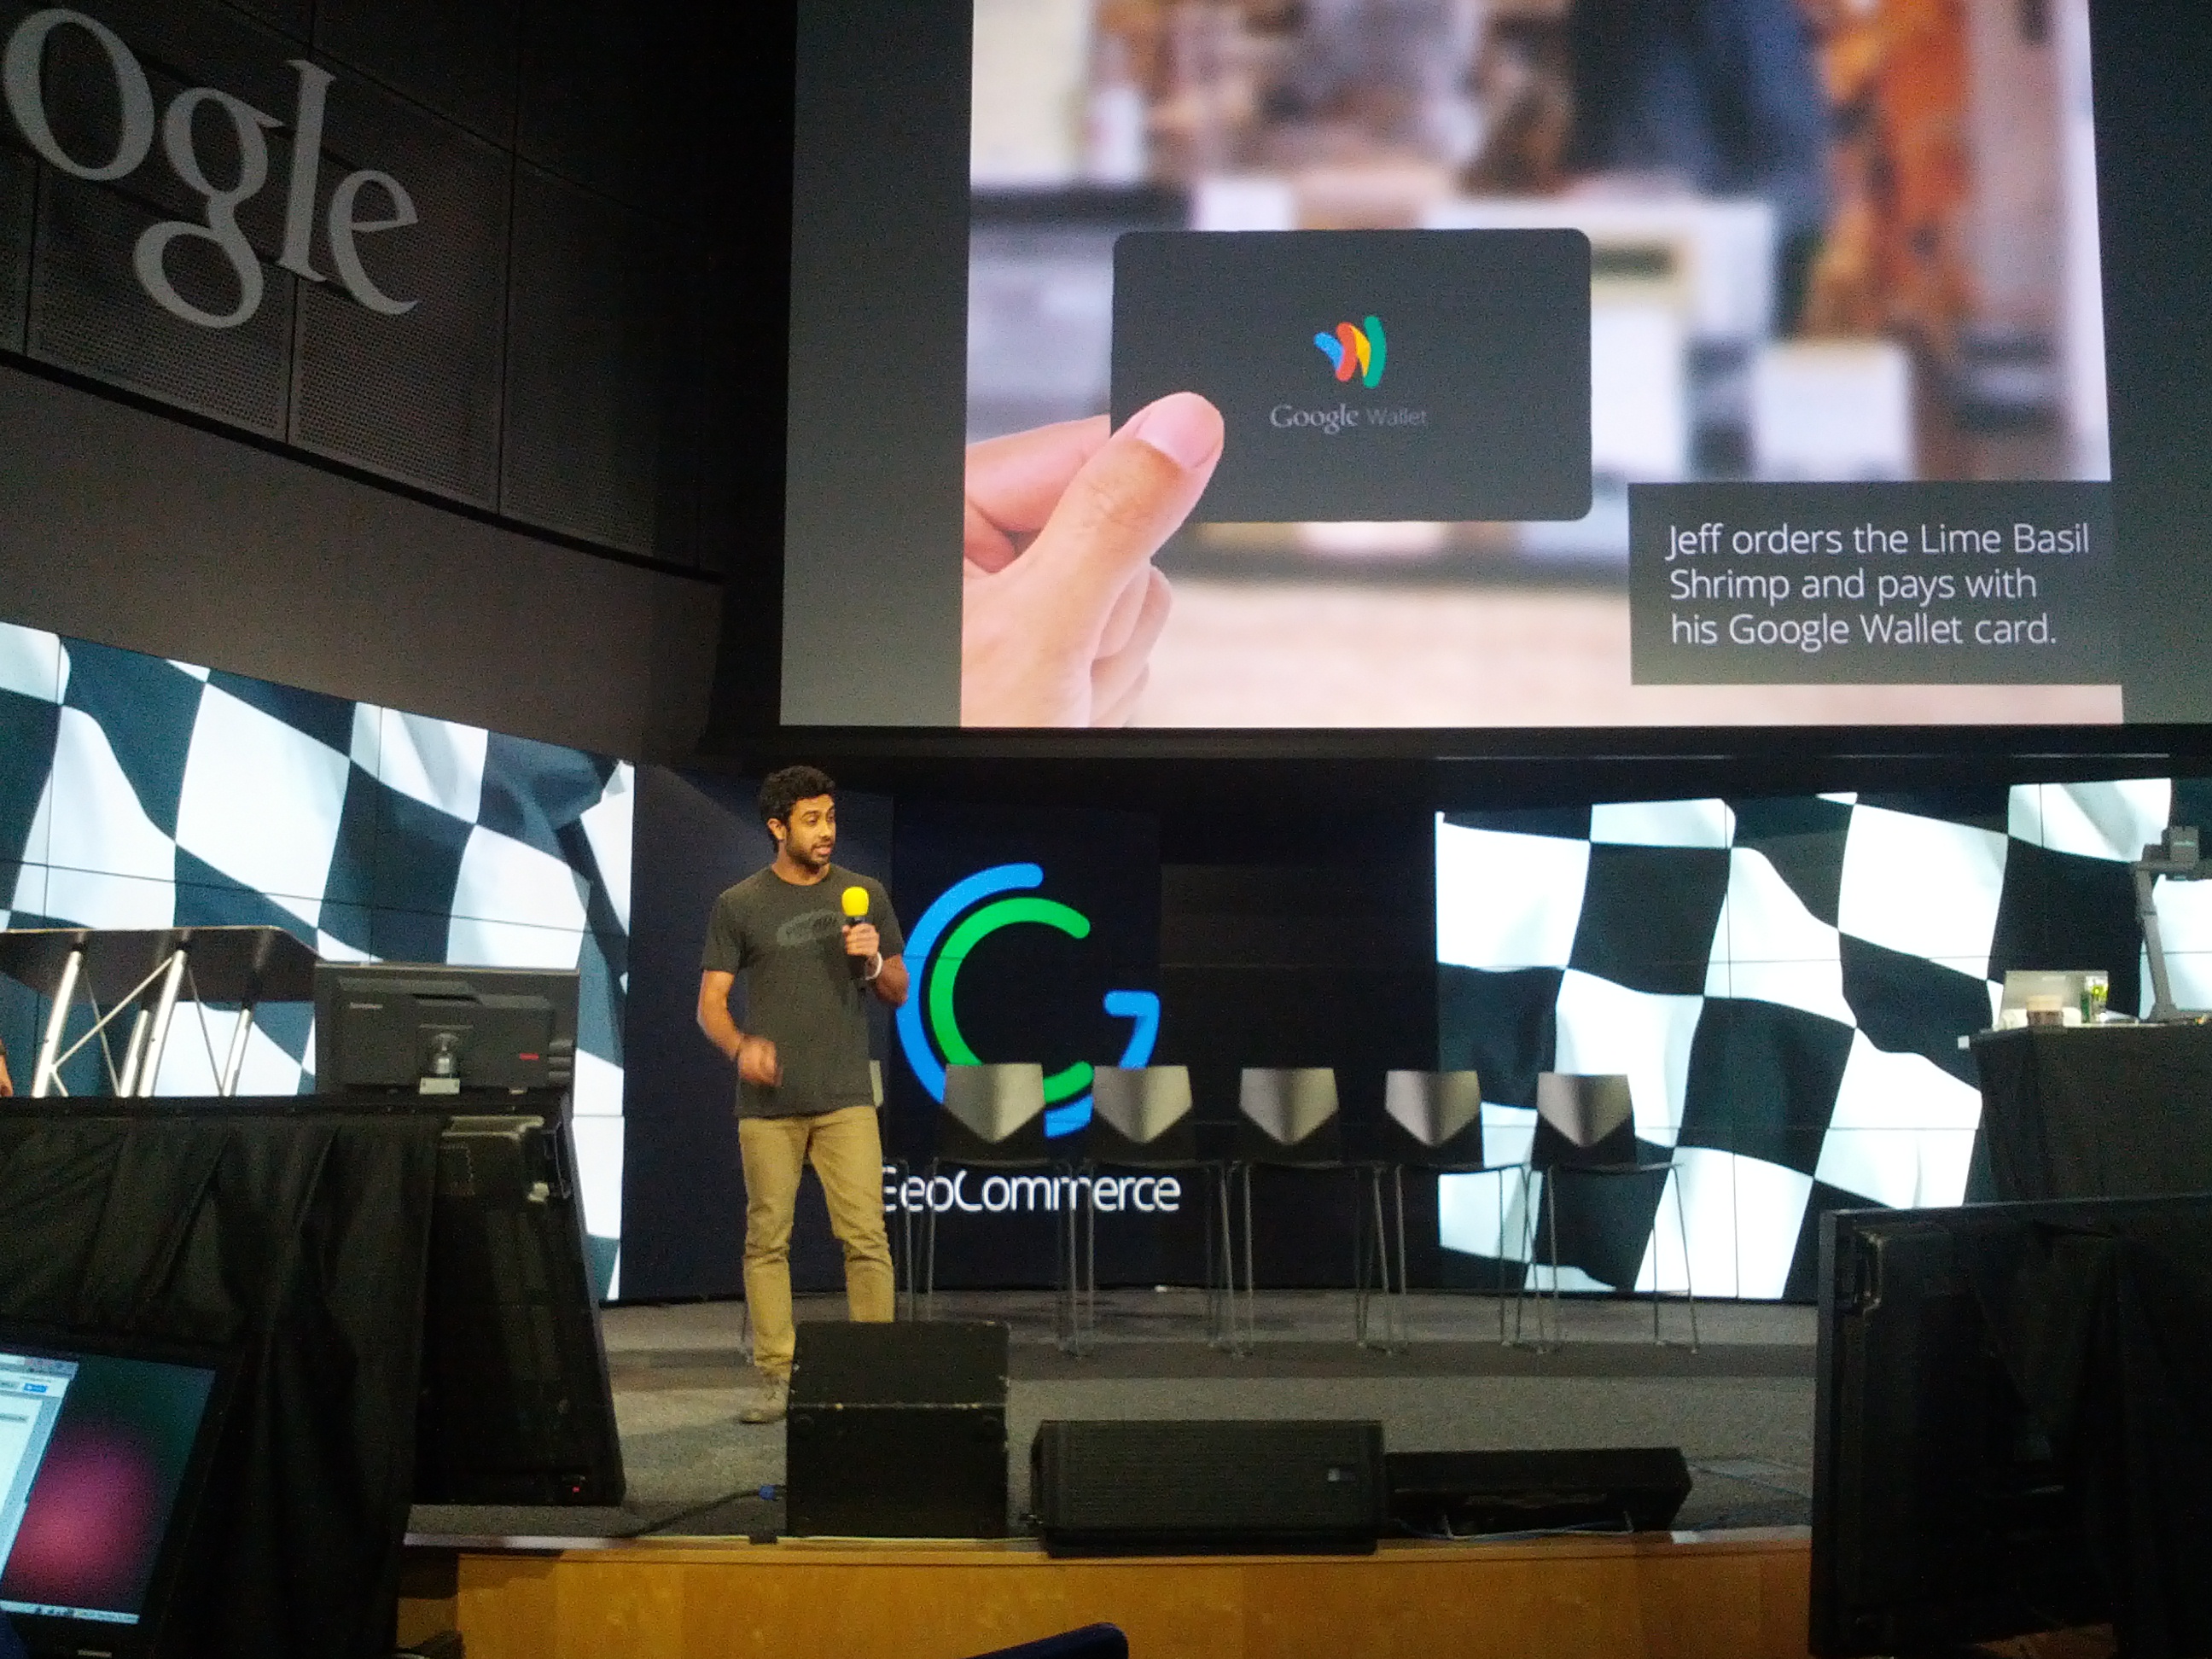 ogle
Google Wallet
Jeff orders the Lime Basil
Shrimp and pays with
his Google Wallet card.
GeoCommerce